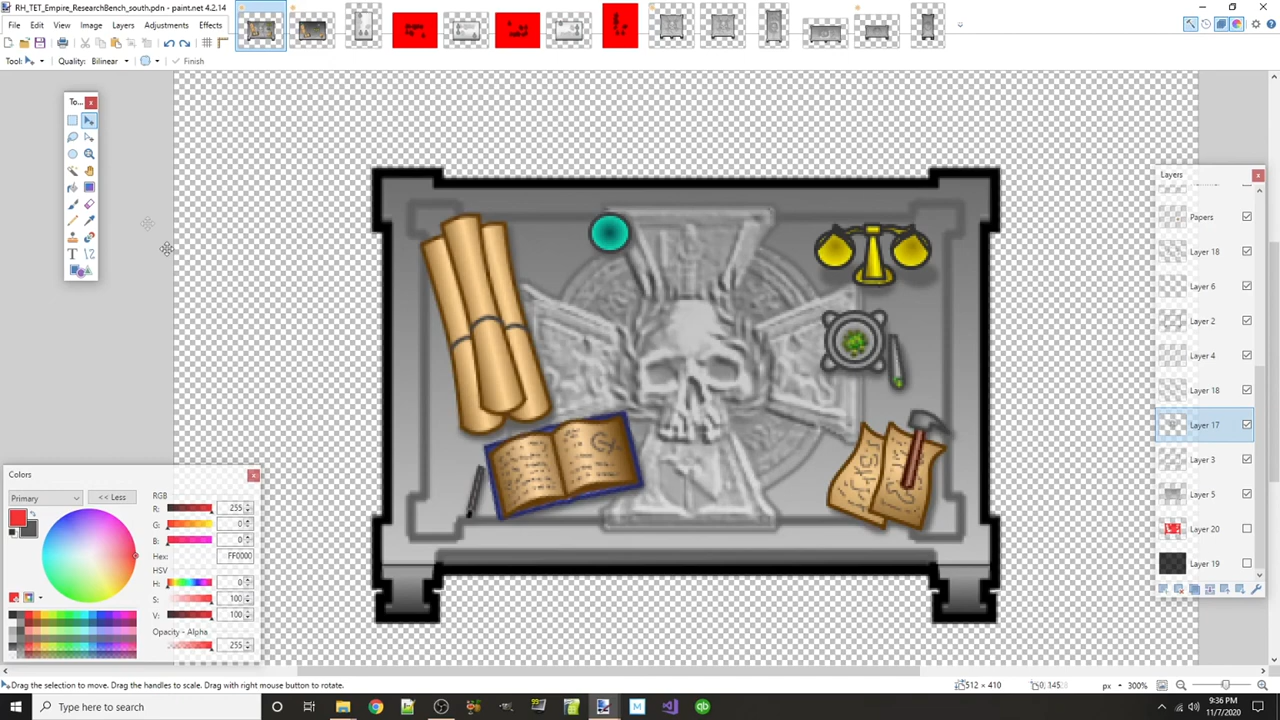 RH_TET_Empire_ResearchBench_south.pdn - paint.net 4.2.14
File Edit View Image Layers Adjustments Effects
Tool: Quality: Bilinear Finish
To...
Layers
Papers
Layer 18
Layer 6
Layer 2
Layer 4
Layer 18
Layer 17
Layer 3
Layer 5
Layer 20
Layer 19
Colors
Primary << Less
RGB
R: 255
G: 0
B: 0
Hex: FF0000
HSV
H: 0
S: 100
V: 100
Opacity - Alpha
255
Drag the selection to move. Drag the handles to scale. Drag with right mouse button to rotate.
512 × 410
0, 345
px
300%
Type here to search
9:36 PM
11/7/2020